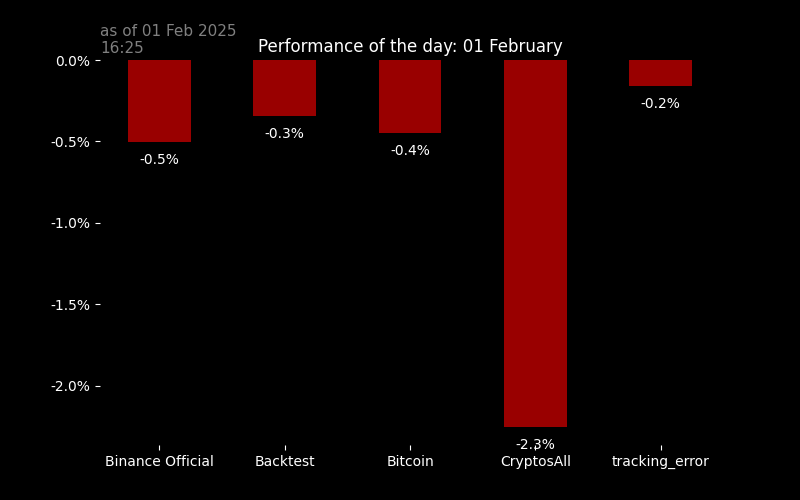 as of 01 Feb 2025
16:25
Performance of the day: 01 February
0.0%
-0.5%
-1.0%
-1.5%
-2.0%
-0.5%
-0.3%
-0.4%
-2.3%
-0.2%
Binance Official
Backtest
Bitcoin
CryptosAll
tracking_error